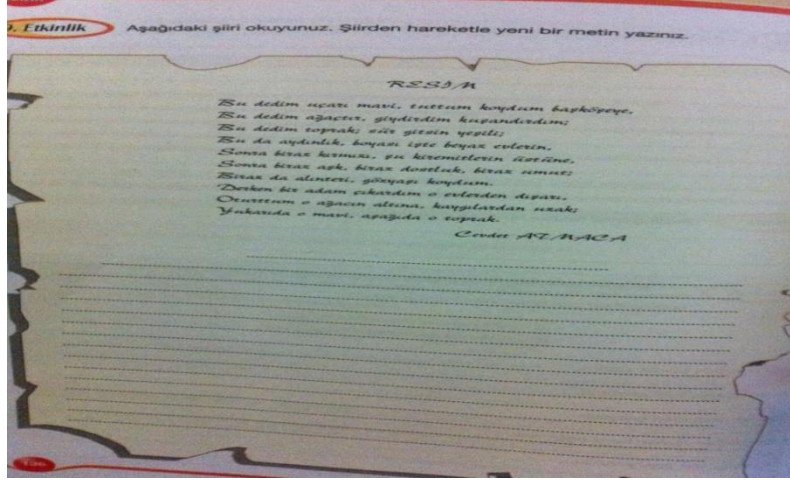 9. Etkinlik
Aşağıdaki şiiri okuyunuz. Şiirden hareketle yeni bir metin yazınız.
RESİM
Bu dedim uçarı mavi, tuttum koydum başköşeye,
Bu dedim ağaçtır, giydirdim kuşandırdım;
Bu dedim toprak; sür gitsin yeşili;
Bu da aydınlık, boyası işte beyaz evlerin,
Sonra biraz kırmızı, şu kiremitlerin üstüne,
Sonra biraz aşk, biraz dostluk, biraz umut;
Biraz da alınteri, gözyaşı koydum.
Derken bir adam çıkardım o evlerden dışarı,
Oturttum o ağacın altına, kaygılardan uzak;
Yukarıda o mavi, aşağıda o toprak.
Cevdet ATMACA